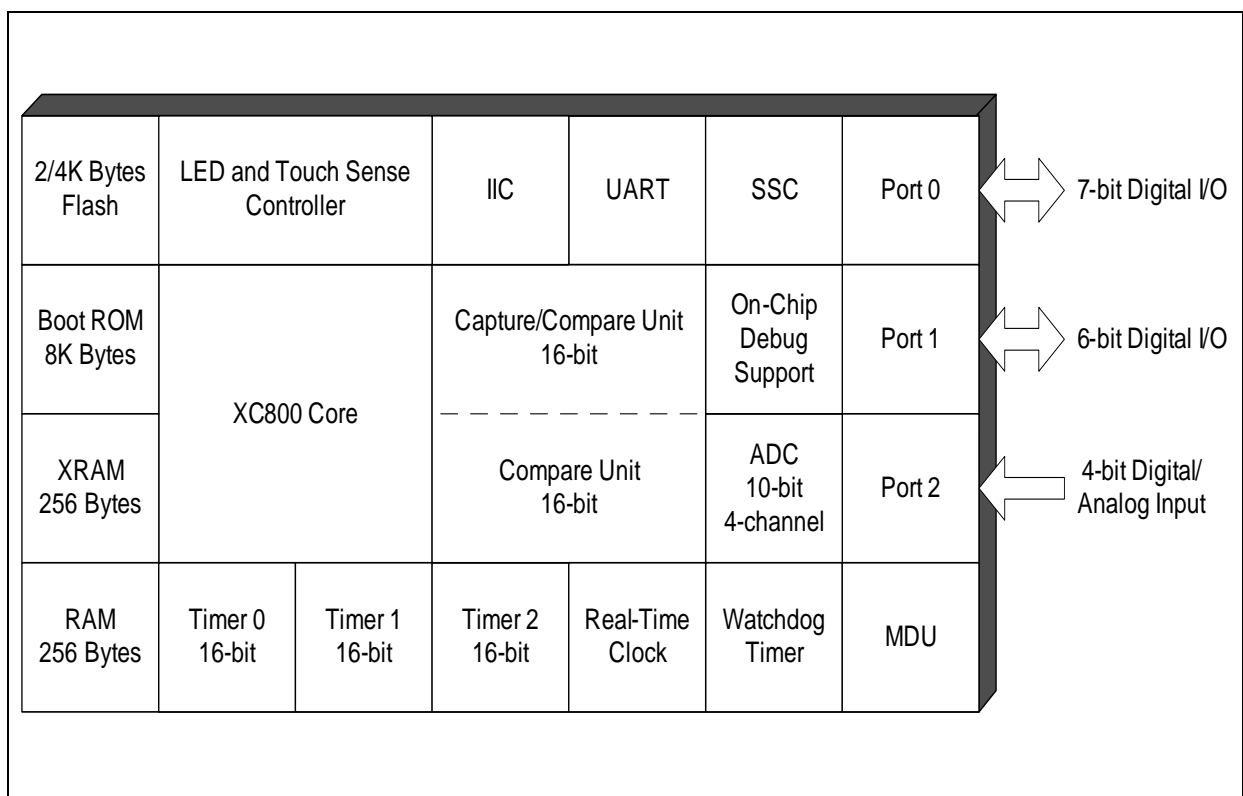 2/4K Bytes
Flash
LED and Touch Sense
Controller
IIC
UART
SSC
Port 0
7-bit Digital I/O
Boot ROM
8K Bytes
XC800 Core
Capture/Compare Unit
16-bit
On-Chip
Debug
Support
Port 1
6-bit Digital I/O
XRAM
256 Bytes
Compare Unit
16-bit
ADC
10-bit
4-channel
Port 2
4-bit Digital/
Analog Input
RAM
256 Bytes
Timer 0
16-bit
Timer 1
16-bit
Timer 2
16-bit
Real-Time
Clock
Watchdog
Timer
MDU